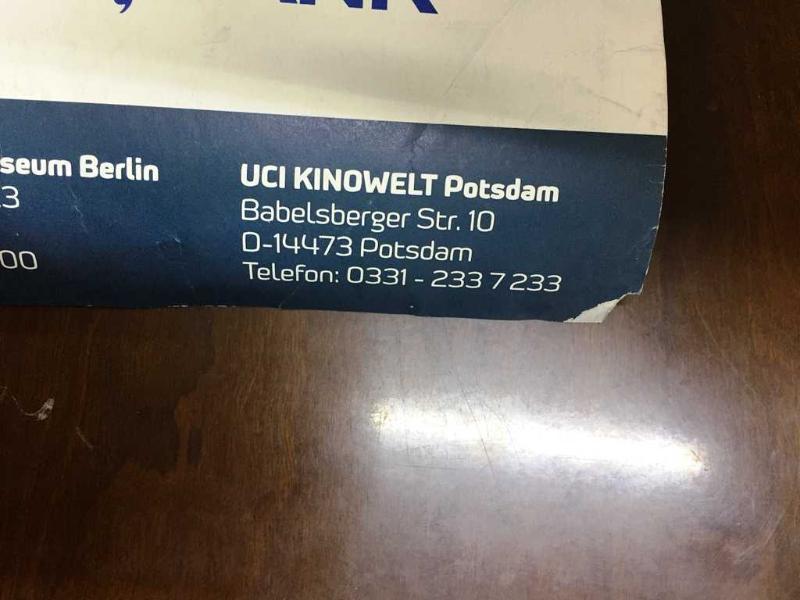 seum Berlin
3
00
UCI KINOWELT Potsdam
Babelsberger Str. 10
D-14473 Potsdam
Telefon: 0331 - 233 7 233